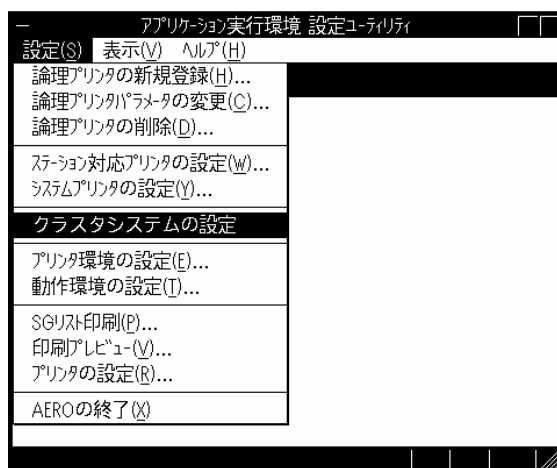 アプリケーション実行環境 設定ユーティリティ
設定(S) 表示(V) ヘルプ(H)
論理プリンタの新規登録(H)...
論理プリンタパラメータの変更(C)...
論理プリンタの削除(D)...
ステーション対応プリンタの設定(W)...
システムプリンタの設定(Y)...
クラスタシステムの設定
プリンタ環境の設定(E)...
動作環境の設定(T)...
SGリスト印刷(P)...
印刷プレビュー(V)...
プリンタの設定(R)...
AEROの終了(X)